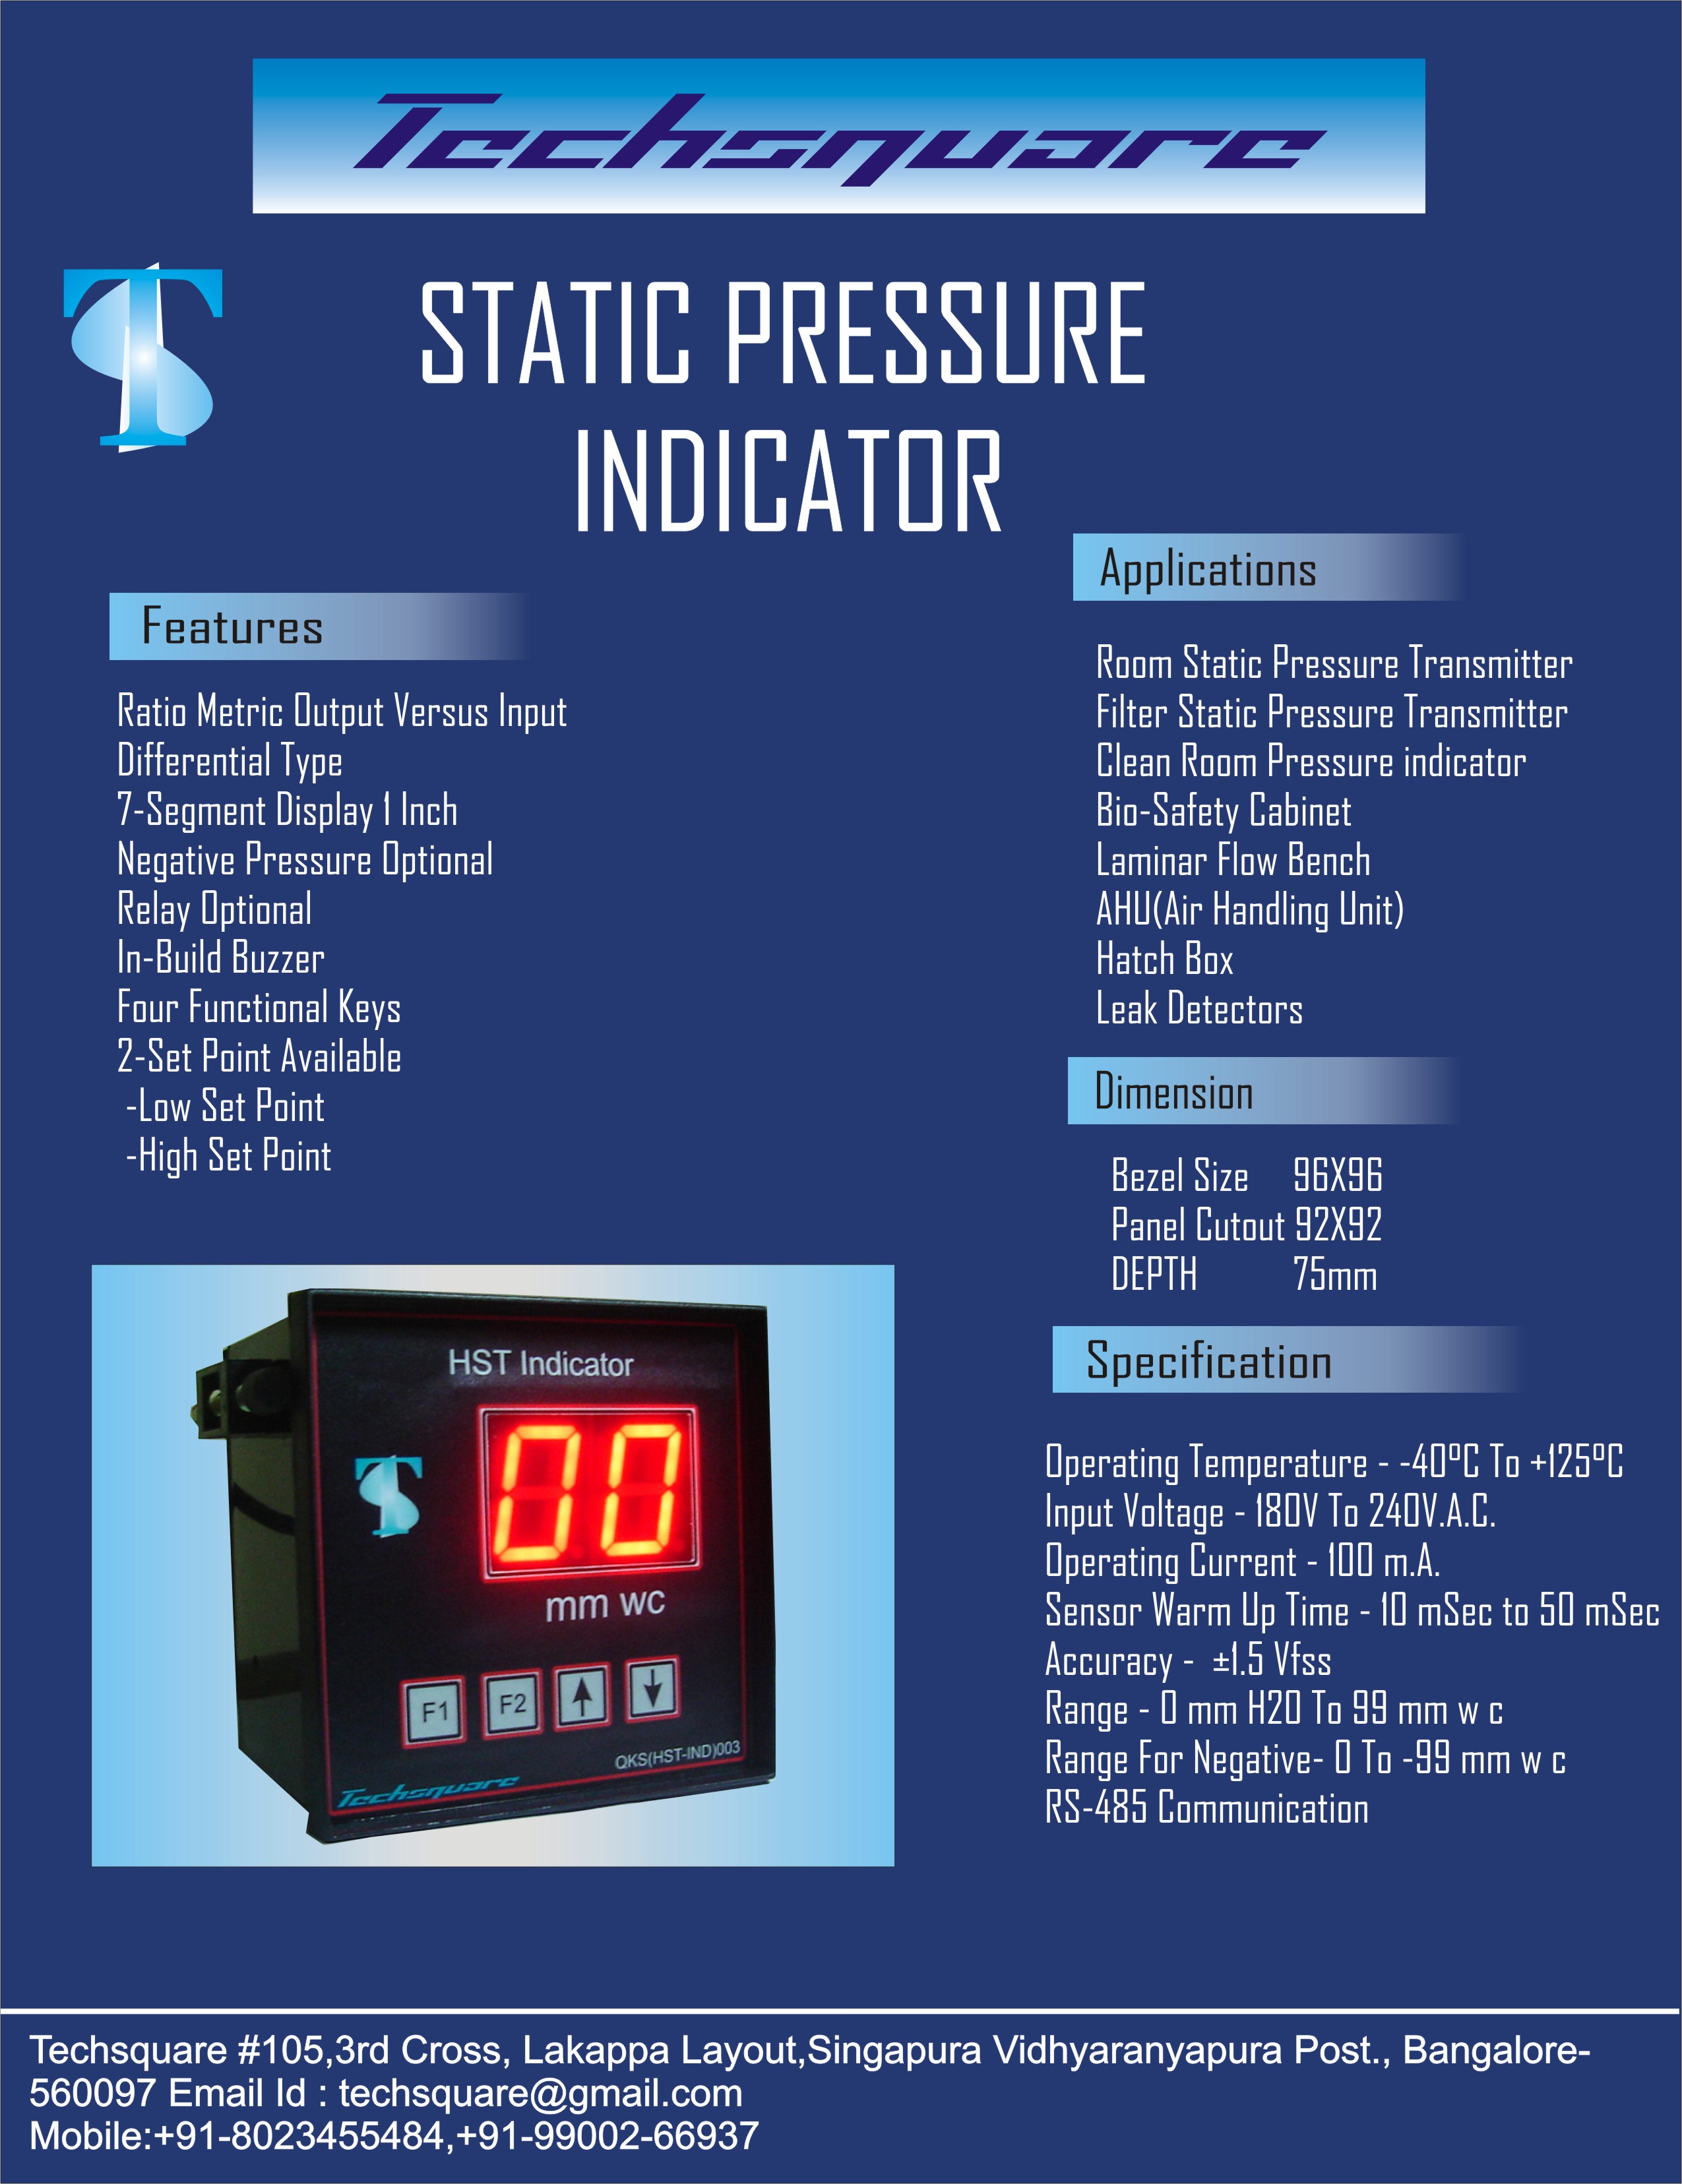 Techsquare
TS
STATIC PRESSURE
INDICATOR
Features
Ratio Metric Output Versus Input
Differential Type
7-Segment Display 1 Inch
Negative Pressure Optional
Relay Optional
In-Build Buzzer
Four Functional Keys
2-Set Point Available
-Low Set Point
-High Set Point
Applications
Room Static Pressure Transmitter
Filter Static Pressure Transmitter
Clean Room Pressure indicator
Bio-Safety Cabinet
Laminar Flow Bench
AHU(Air Handling Unit)
Hatch Box
Leak Detectors
Dimension
Bezel Size 96X96
Panel Cutout 92X92
DEPTH 75mm
Specification
Operating Temperature - -40ºC To +125ºC
Input Voltage - 180V To 240V.A.C.
Operating Current - 100 m.A.
Sensor Warm Up Time - 10 mSec to 50 mSec
Accuracy - ±1.5 Vfss
Range - 0 mm H20 To 99 mm w c
Range For Negative- 0 To -99 mm w c
RS-485 Communication
HST Indicator
TS
00
mm wc
F1 F2 ↑ ↓
QKS(HST-IND)003
Techsquare
Techsquare #105,3rd Cross, Lakappa Layout,Singapura Vidhyaranyapura Post., Bangalore-
560097 Email Id : techsquare@gmail.com
Mobile:+91-8023455484,+91-99002-66937